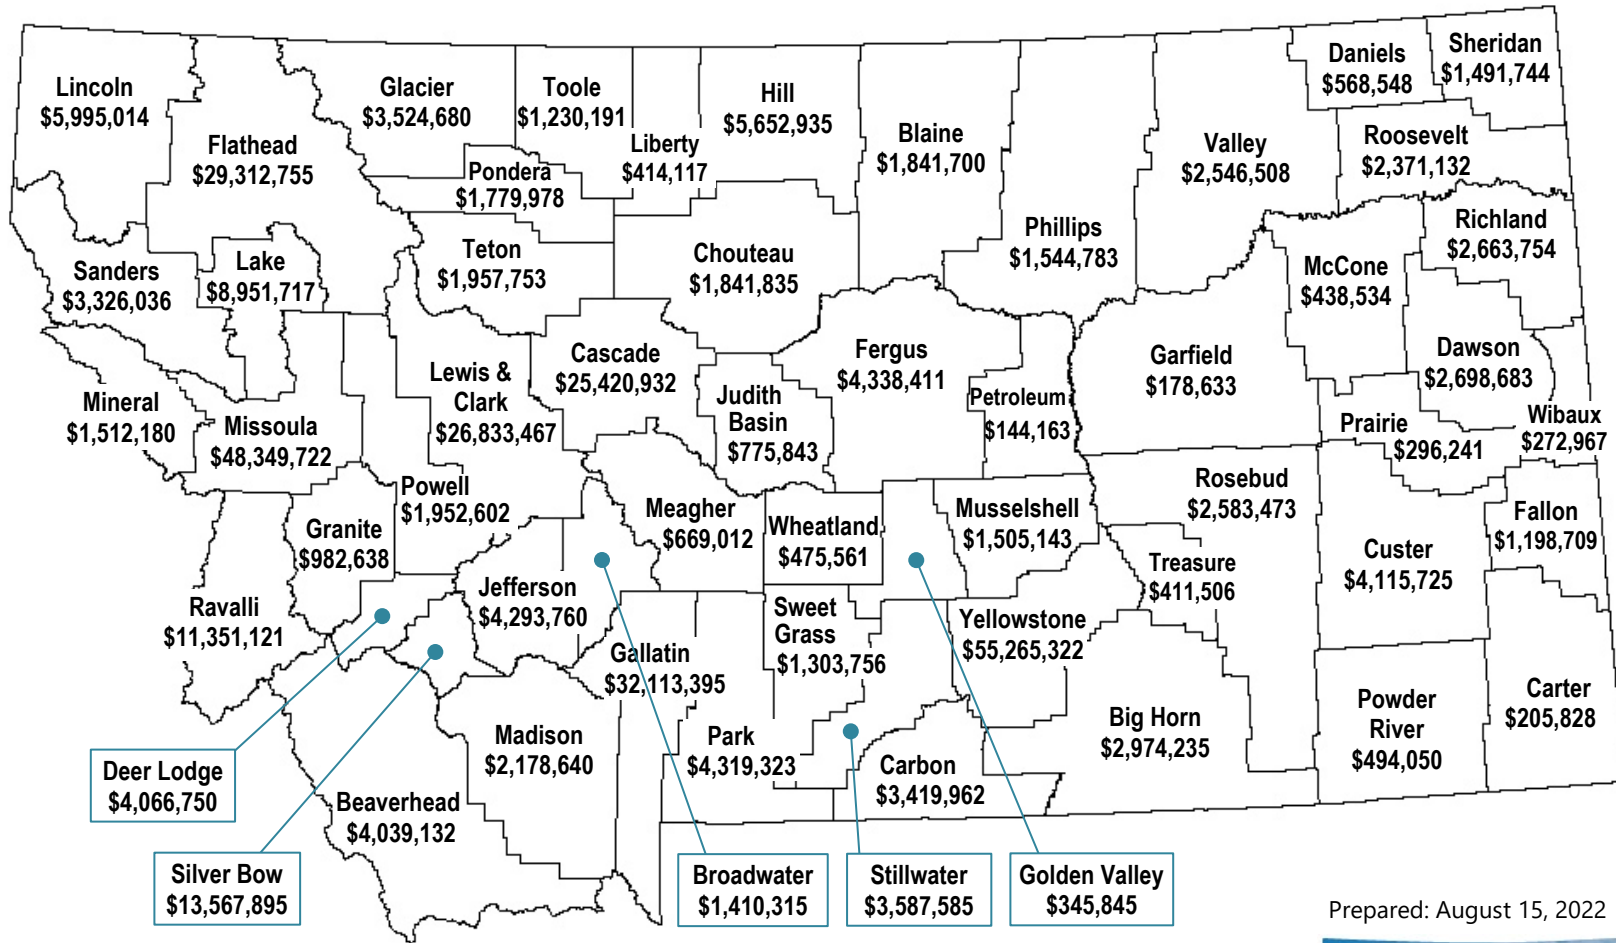 Lincoln
$5,995,014
Flathead
$29,312,755
Glacier
$3,524,680
Toole
$1,230,191
Liberty
$414,117
Hill
$5,652,935
Blaine
$1,841,700
Phillips
$1,544,783
Valley
$2,546,508
Daniels
$568,548
Sheridan
$1,491,744
Roosevelt
$2,371,132
Pondera
$1,779,978
Teton
$1,957,753
Chouteau
$1,841,835
Richland
$2,663,754
McCone
$438,534
Sanders
$3,326,036
Lake
$8,951,717
Mineral
$1,512,180
Missoula
$48,349,722
Lewis &
Clark
$26,833,467
Cascade
$25,420,932
Judith
Basin
$775,843
Fergus
$4,338,411
Petroleum
$144,163
Garfield
$178,633
Dawson
$2,698,683
Prairie
$296,241
Wibaux
$272,967
Powell
$1,952,602
Granite
$982,638
Meagher
$669,012
Wheatland
$475,561
Musselshell
$1,505,143
Rosebud
$2,583,473
Treasure
$411,506
Custer
$4,115,725
Fallon
$1,198,709
Ravalli
$11,351,121
Jefferson
$4,293,760
Gallatin
$32,113,395
Sweet
Grass
$1,303,756
Yellowstone
$55,265,322
Madison
$2,178,640
Park
$4,319,323
Carbon
$3,419,962
Big Horn
$2,974,235
Powder
River
$494,050
Carter
$205,828
Deer Lodge
$4,066,750
Beaverhead
$4,039,132
Silver Bow
$13,567,895
Broadwater
$1,410,315
Stillwater
$3,587,585
Golden Valley
$345,845
Prepared: August 15, 2022